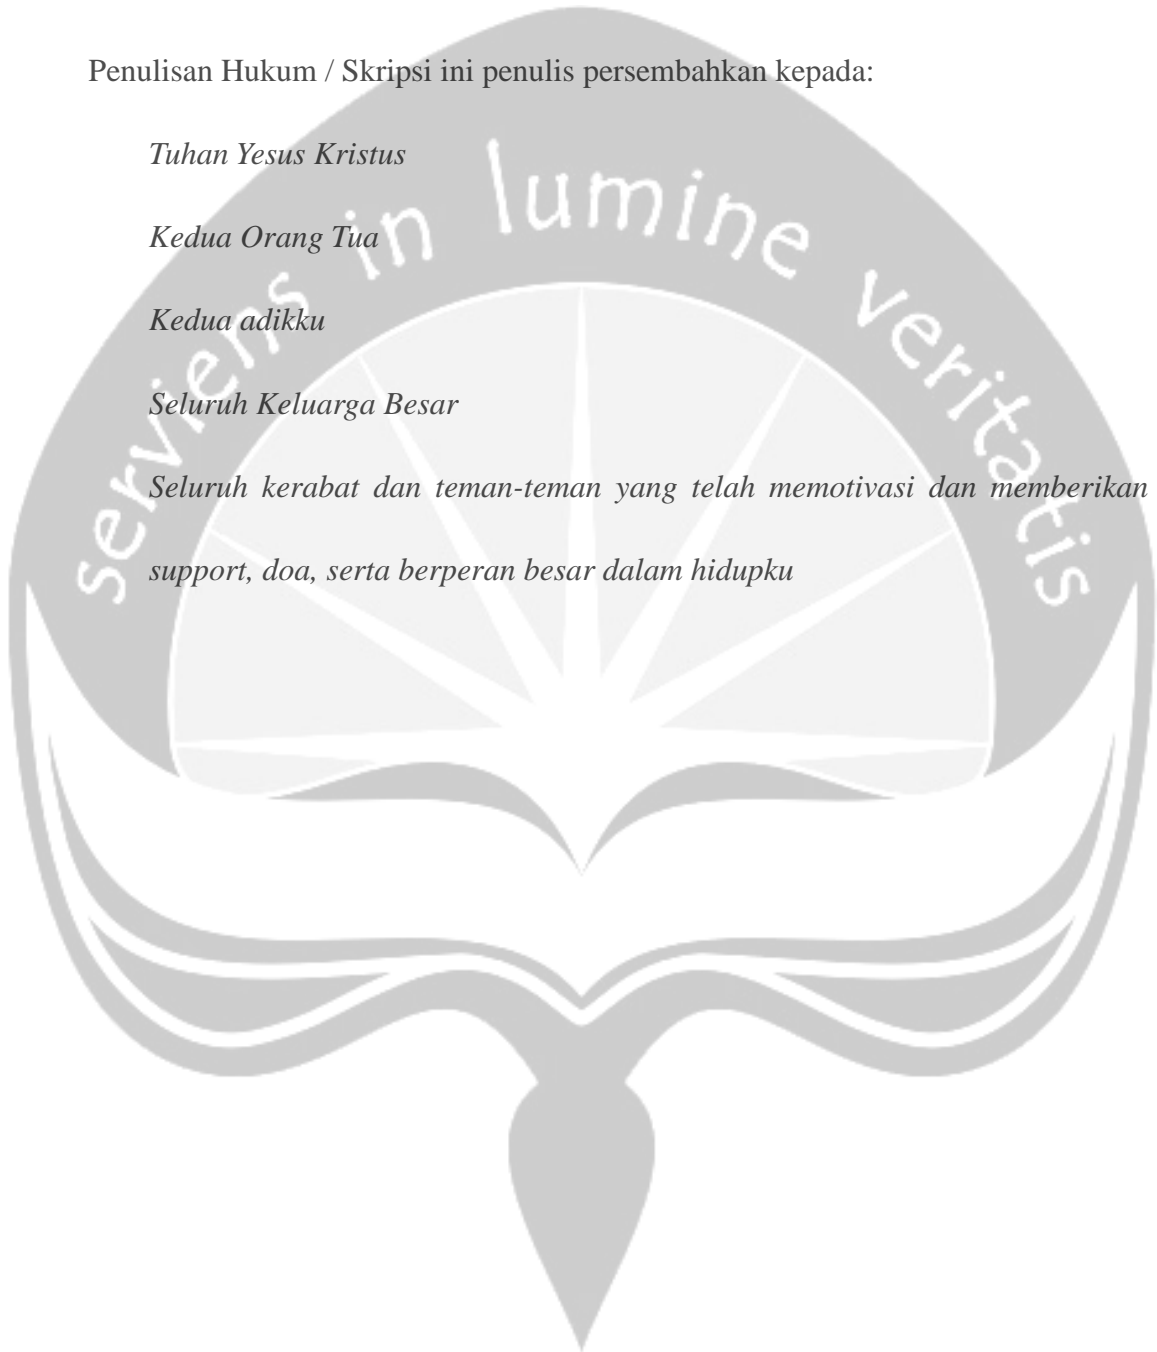 Penulisan Hukum / Skripsi ini penulis persembahkan kepada:
Tuhan Yesus Kristus
Kedua Orang Tua
Kedua adikku
Seluruh Keluarga Besar
Seluruh kerabat dan teman-teman yang telah memotivasi dan memberikan
support, doa, serta berperan besar dalam hidupku
serviens in lumine veritatis